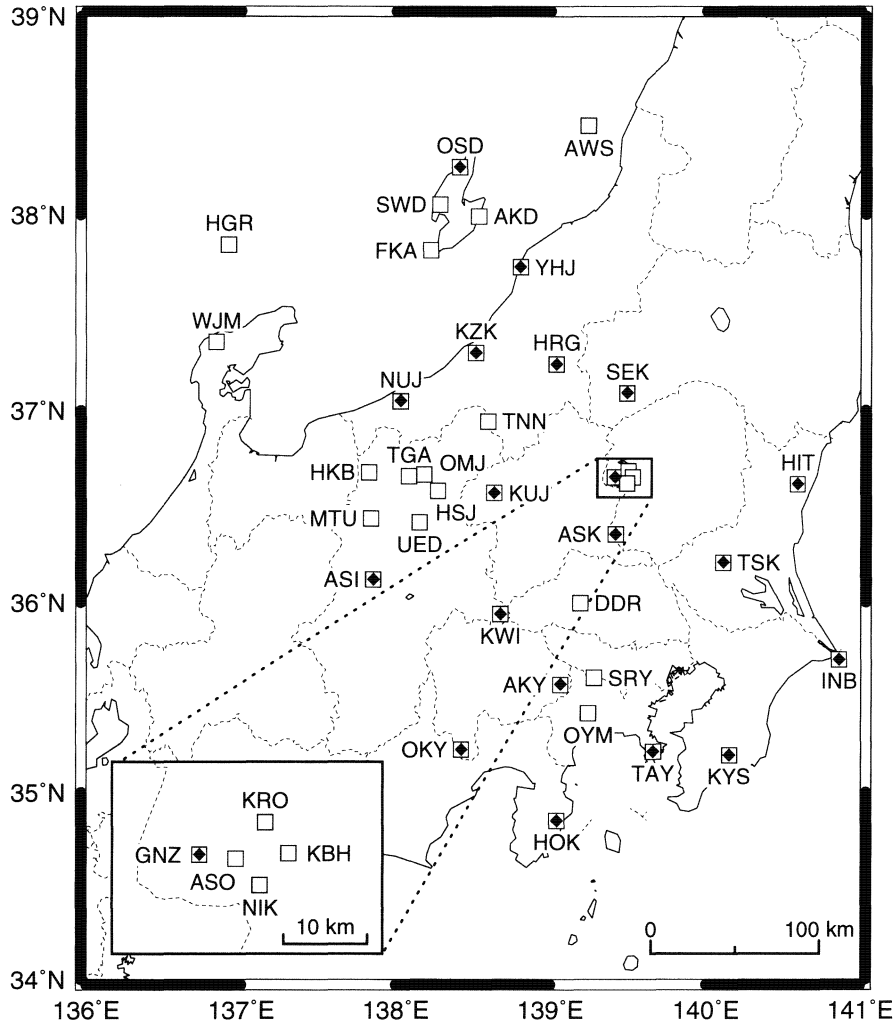 39°N
AWS
OSD
SWD
AKD
38°N
HGR
FKA
YHJ
WJM
KZK
HRG
SEK
NUJ
37°N
TNN
TGA
OMJ
HKB
HIT
KUJ
HSJ
MTU
UED
ASK
TSK
ASI
36°N
DDR
KWI
SRY
AKY
INB
OYM
OKY
TAY
KYS
35°N
KRO
HOK
GNZ
KBH
ASO
NIK
10 km
0 100 km
34°N
136°E 137°E 138°E 139°E 140°E 141°E